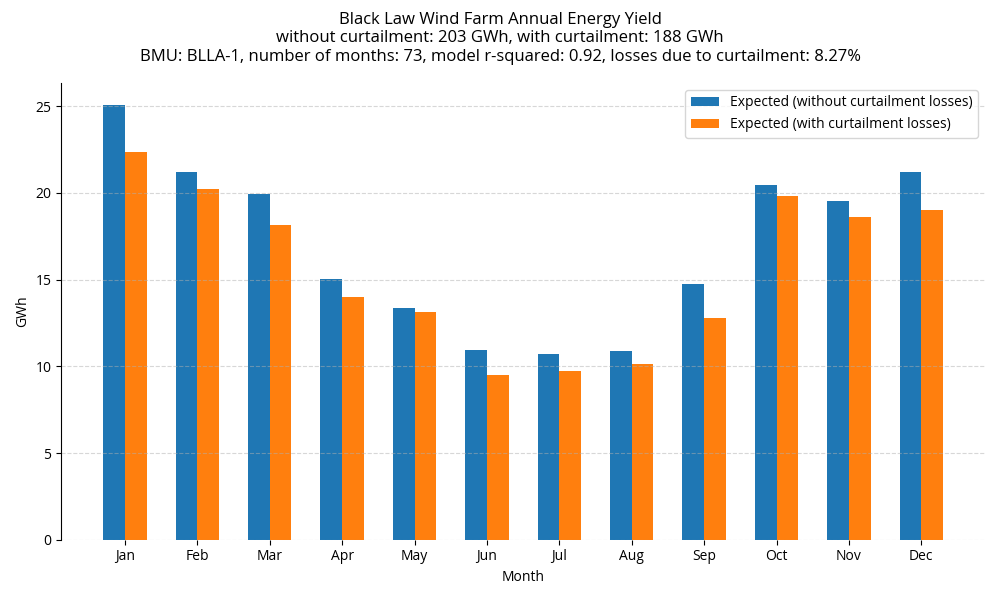 Black Law Wind Farm Annual Energy Yield
without curtailment: 203 GWh, with curtailment: 188 GWh
BMU: BLLA-1, number of months: 73, model r-squared: 0.92, losses due to curtailment: 8.27%
Expected (without curtailment losses)
Expected (with curtailment losses)
GWh
25
20
15
10
5
0
Jan Feb Mar Apr May Jun Jul Aug Sep Oct Nov Dec
Month